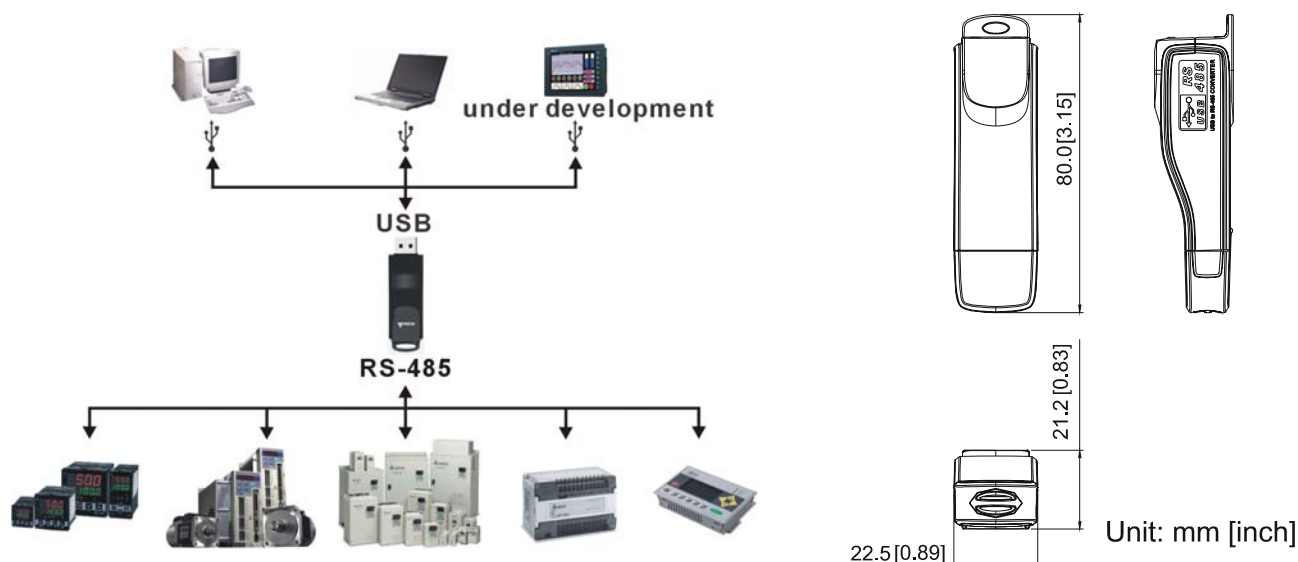 under development
USB
RS-485
80.0[3.15]
RS
485
USB
USB to RS-485 CONVERTER
21.2 [0.83]
22.5[0.89]
Unit: mm [inch]